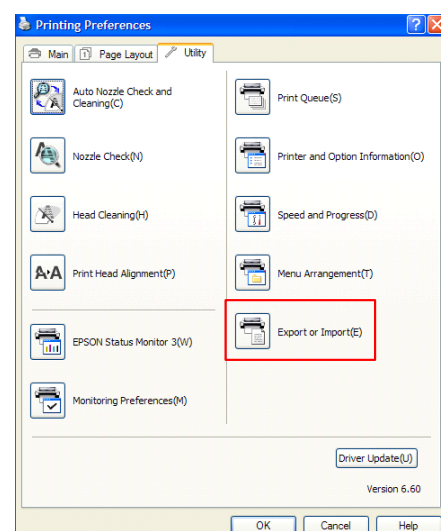 Printing Preferences
Main
Page Layout
Utility
Auto Nozzle Check and
Cleaning(C)
Print Queue(S)
Nozzle Check(N)
Printer and Option Information(O)
Head Cleaning(H)
Speed and Progress(D)
A·A
Print Head Alignment(P)
Menu Arrangement(T)
EPSON Status Monitor 3(W)
Export or Import(E)
Monitoring Preferences(M)
Driver Update(U)
Version 6.60
OK
Cancel
Help